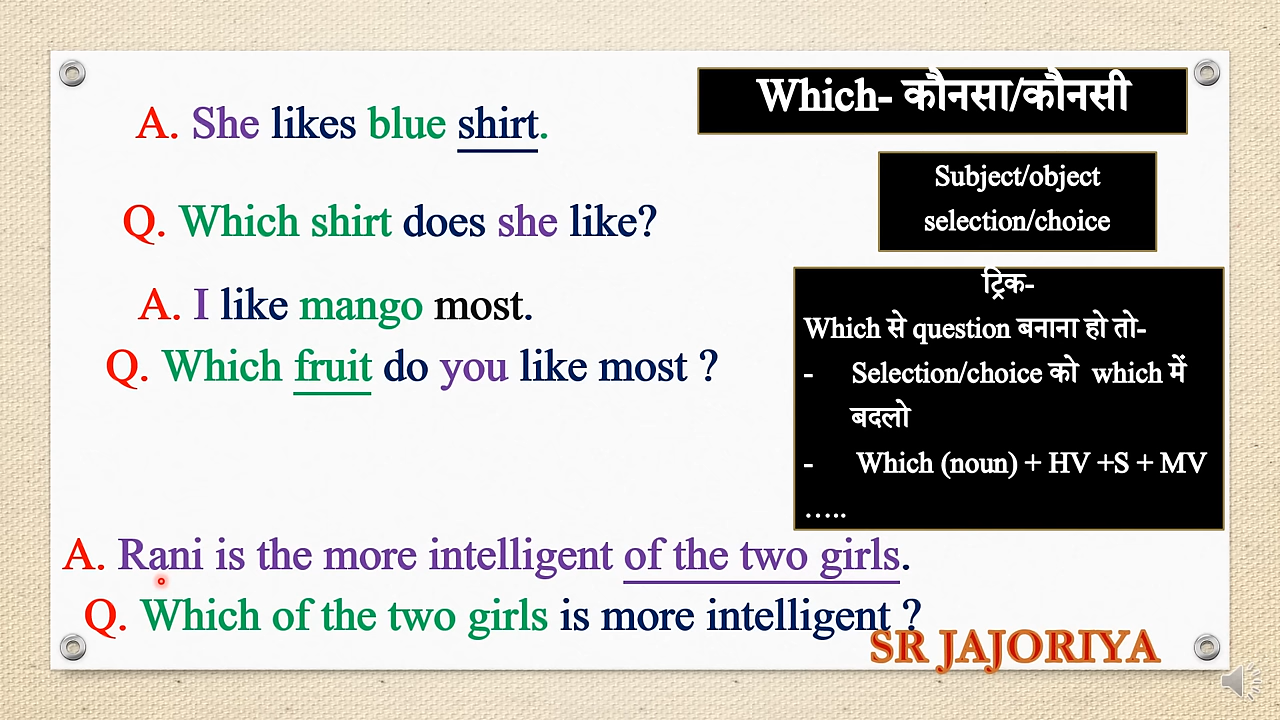 A. She likes blue shirt.
Q. Which shirt does she like?
A. I like mango most.
Q. Which fruit do you like most ?
Which- कौनसा/कौनसी
Subject/object
selection/choice
ट्रिक-
Which से question बनाना हो तो-
- Selection/choice को which में
बदलो
- Which (noun) + HV +S + MV
…..
A. Rani is the more intelligent of the two girls.
Q. Which of the two girls is more intelligent ?
SR JAJORIYA